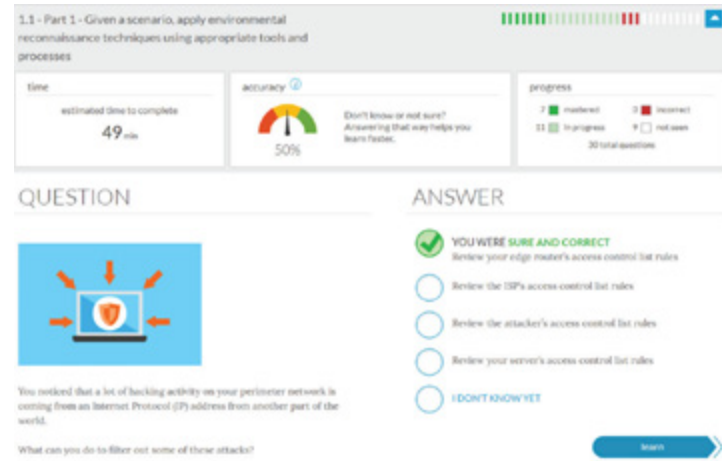 1.1 - Part 1 - Given a scenario, apply environmental
reconnaissance techniques using appropriate tools and
processes
time
estimated time to complete
49 min
accuracy
50%
Don't know or not sure?
Answering that way helps you
learn faster.
progress
7 mastered
3 incorrect
11 in progress
9 not seen
30 total questions
QUESTION
You noticed that a lot of hacking activity on your perimeter network is
coming from an Internet Protocol (IP) address from another part of the
world.
What can you do to filter out some of these attacks?
ANSWER
YOU WERE SURE AND CORRECT
Review your edge router's access control list rules
Review the ISP's access control list rules
Review the attacker's access control list rules
Review your server's access control list rules
I DON'T KNOW YET
learn